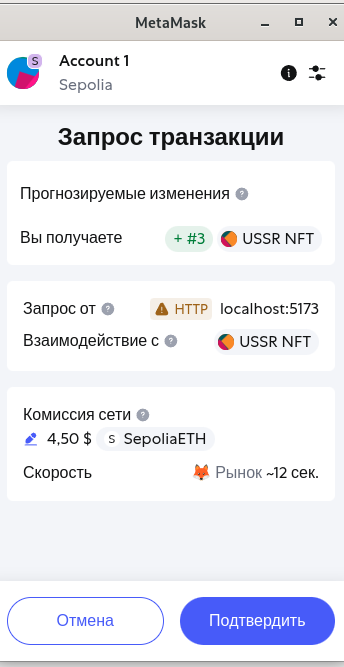 MetaMask
S
Account 1
Sepolia
Запрос транзакции
Прогнозируемые изменения ?
Вы получаете + #3 USSR NFT
Запрос от ? HTTP localhost:5173
Взаимодействие с ? USSR NFT
Комиссия сети ?
4,50 $ S SepoliaETH
Скорость Рынок ~12 сек.
Отмена Подтвердить